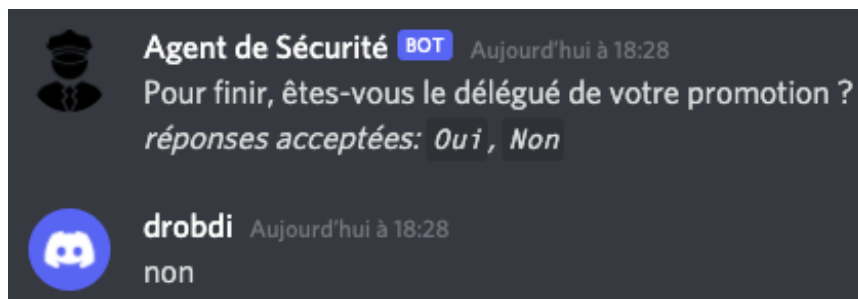 Agent de Sécurité BOT Aujourd'hui à 18:28
Pour finir, êtes-vous le délégué de votre promotion ?
réponses acceptées: Oui, Non
drobdi Aujourd'hui à 18:28
non